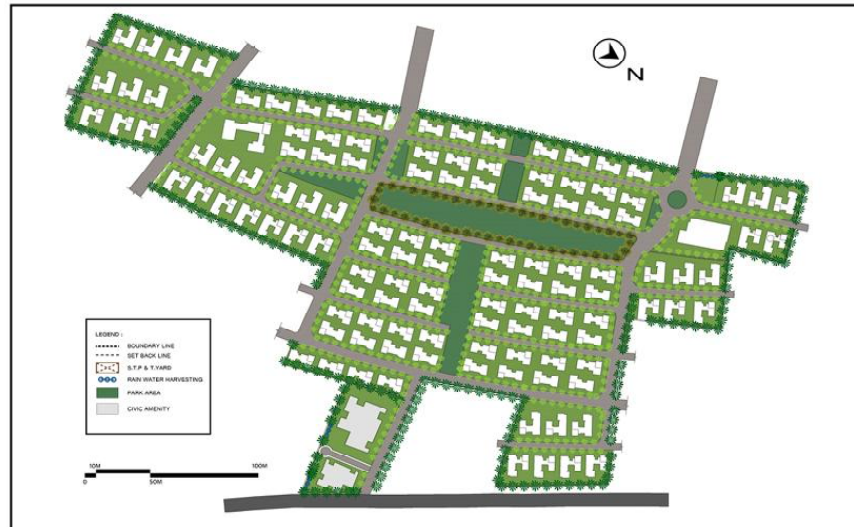 N
LEGEND :
BOUNDARY LINE
SET BACK LINE
S.T.P & T.YARD
RAIN WATER HARVESTING
PARK AREA
CIVIC AMENITY
10M 100M
0 50M